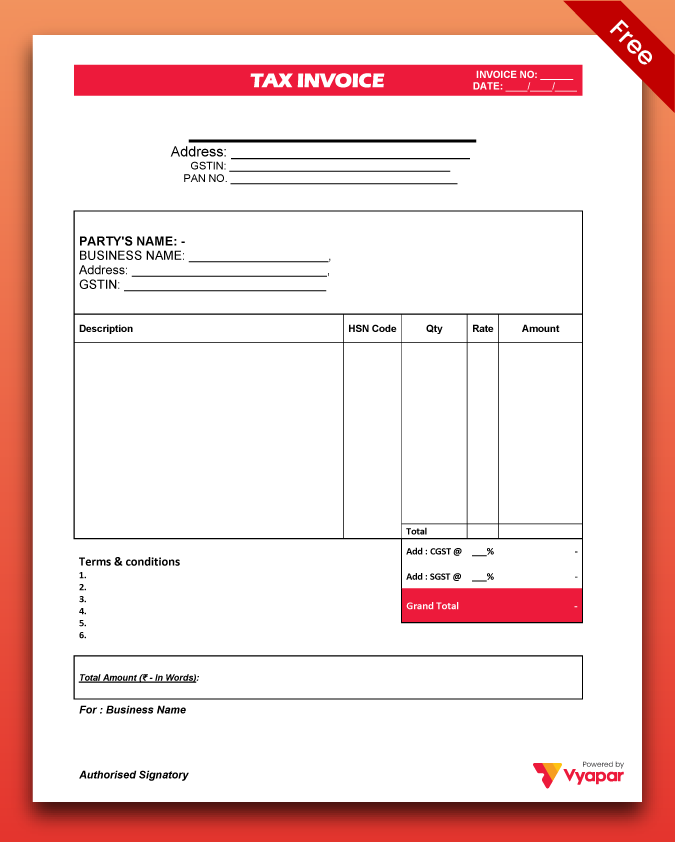 Free
TAX INVOICE
INVOICE NO: ______
DATE: ____/____/____
Address: ______________________________
GSTIN: ______________________________
PAN NO. ______________________________
PARTY'S NAME: -
BUSINESS NAME: ____________________,
Address: ____________________________,
GSTIN: _____________________________
Description HSN Code Qty Rate Amount
Total
Add : CGST @ ___% -
Add : SGST @ ___% -
Grand Total -
Terms & conditions
1.
2.
3.
4.
5.
6.
Total Amount (₹ - In Words):
For : Business Name
Authorised Signatory
Powered by
Vyapar